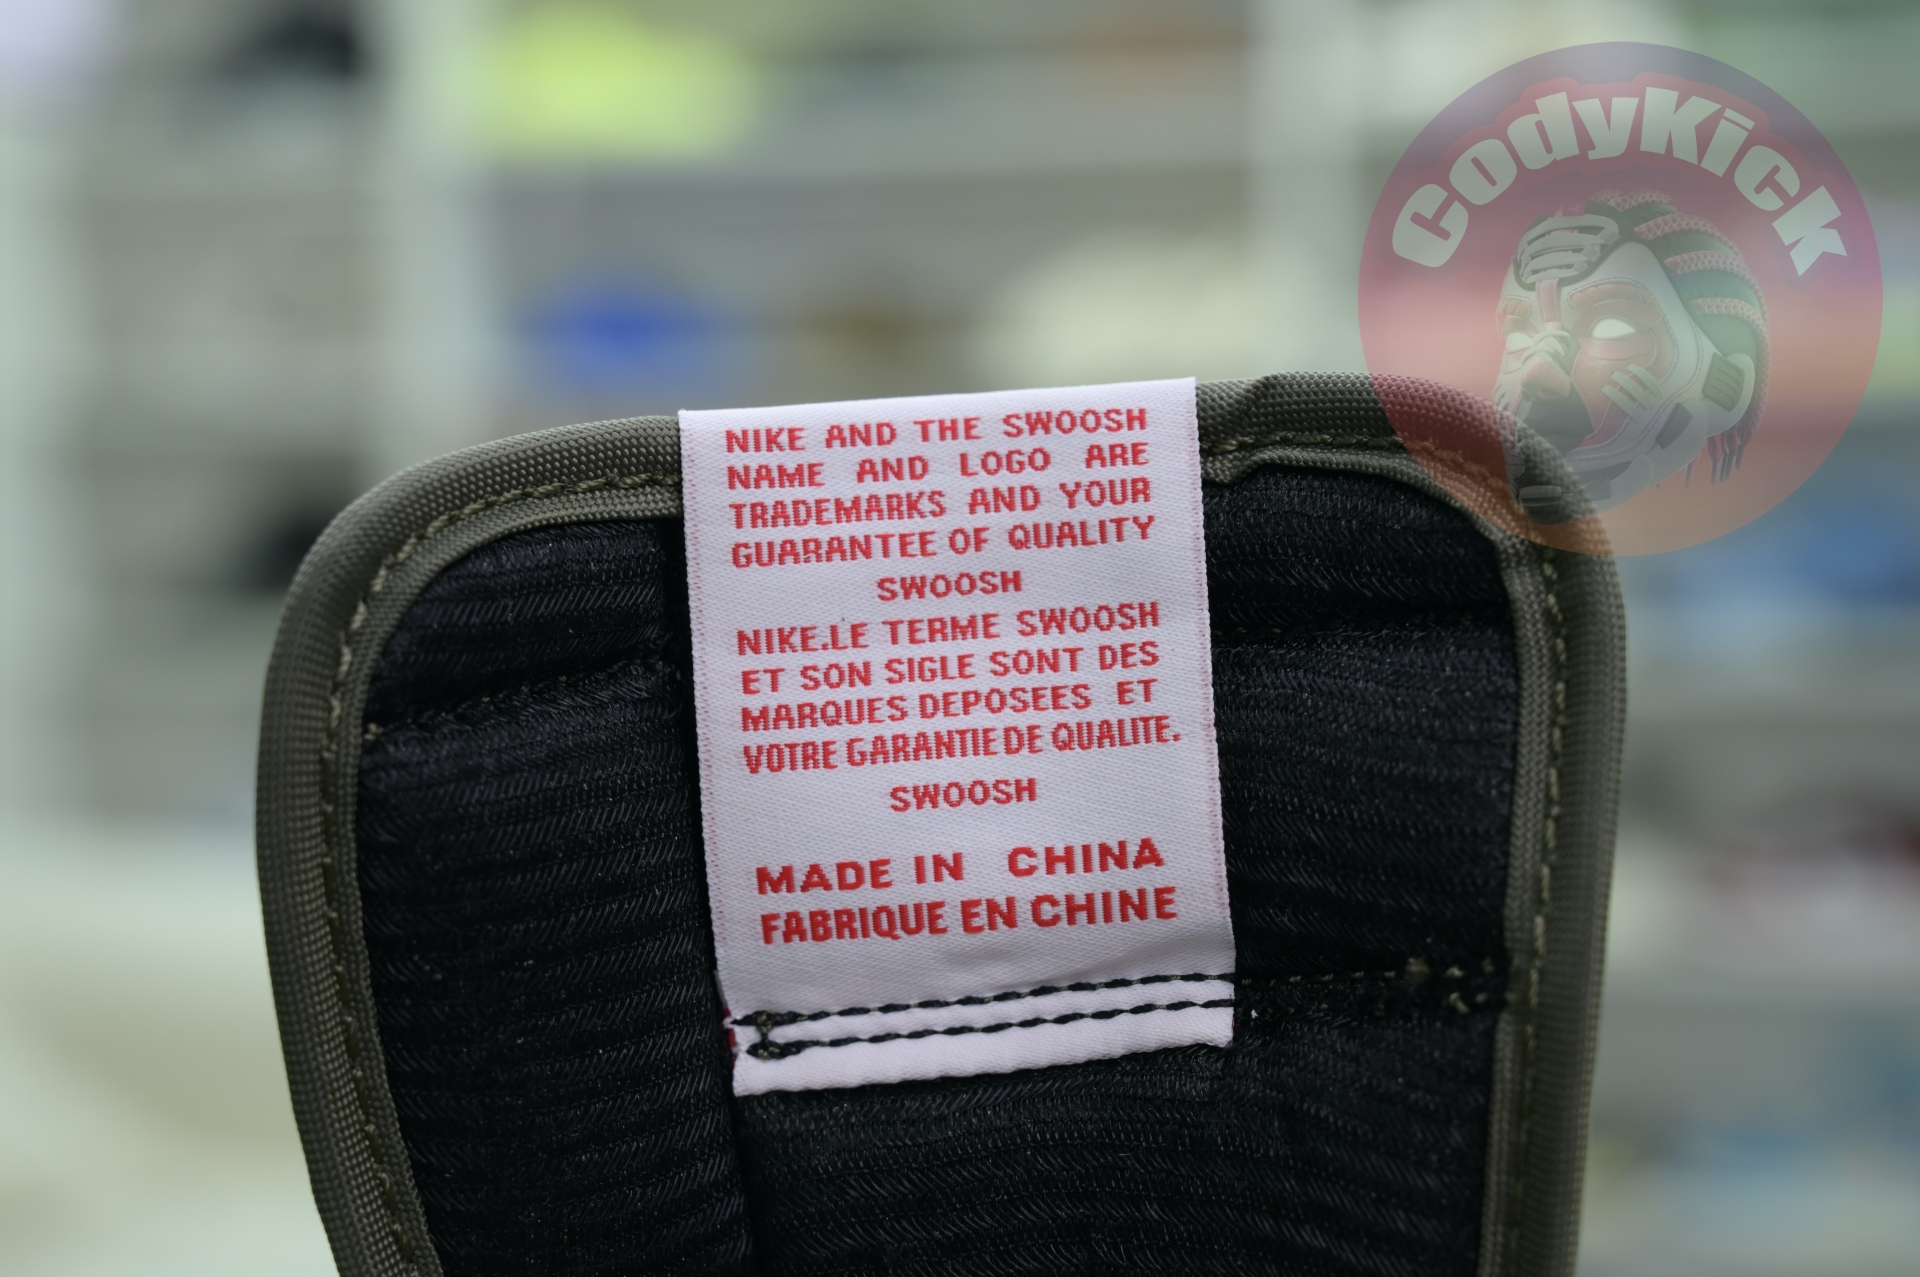 CodyKick
NIKE AND THE SWOOSH
NAME AND LOGO ARE
TRADEMARKS AND YOUR
GUARANTEE OF QUALITY
SWOOSH
NIKE.LE TERME SWOOSH
ET SON SIGLE SONT DES
MARQUES DEPOSEES ET
VOTRE GARANTIE DE QUALITE.
SWOOSH
MADE IN CHINA
FABRIQUE EN CHINE